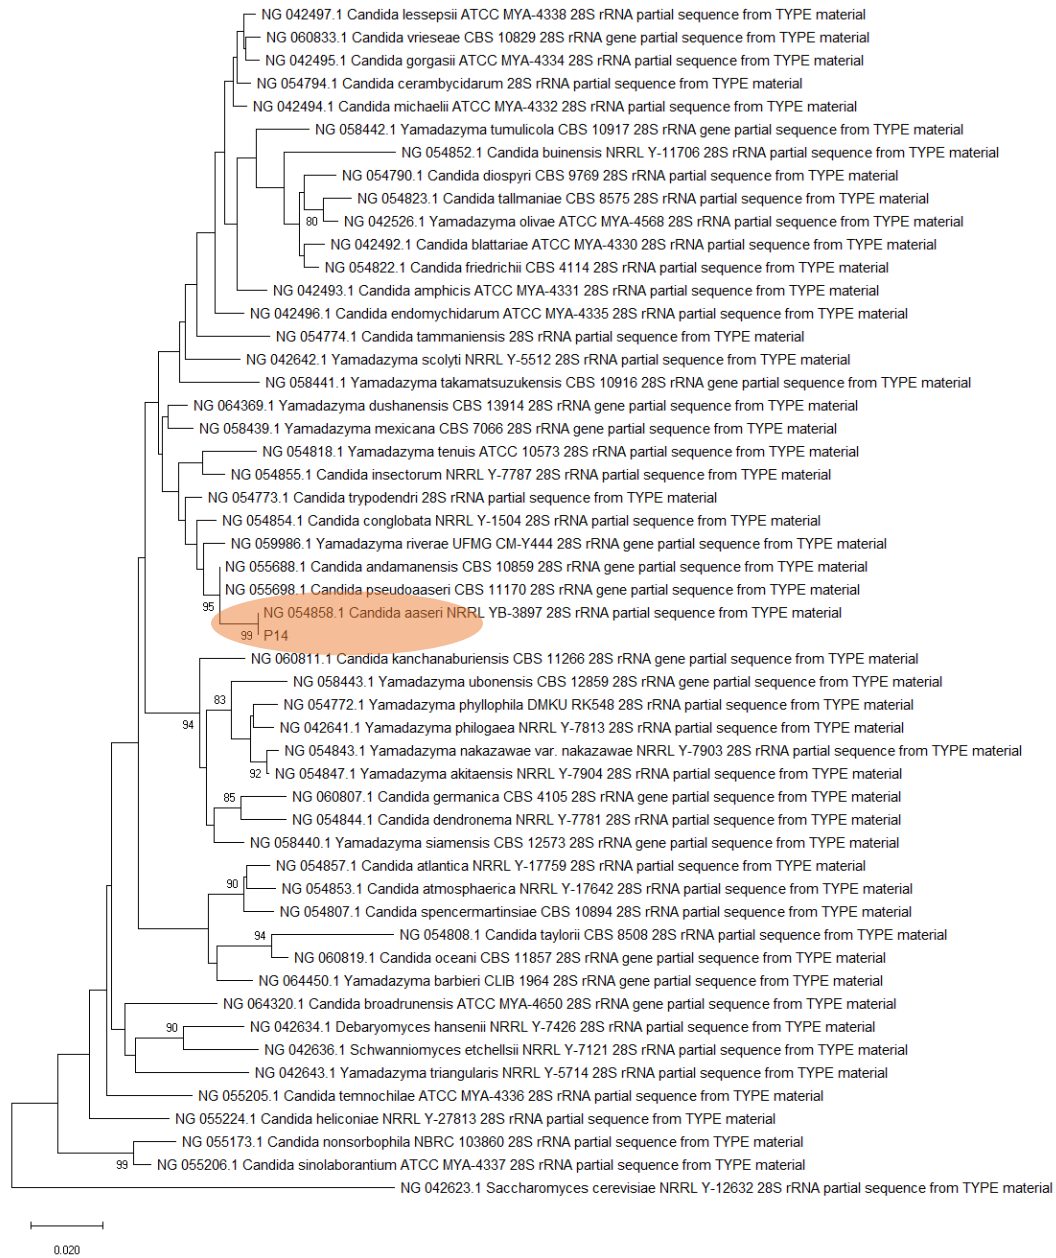 NG 042497.1 Candida lessepsii ATCC MYA-4338 28S rRNA partial sequence from TYPE material
NG 060833.1 Candida vrieseae CBS 10829 28S rRNA gene partial sequence from TYPE material
NG 042495.1 Candida gorgasii ATCC MYA-4334 28S rRNA partial sequence from TYPE material
NG 054794.1 Candida cerambycidarum 28S rRNA partial sequence from TYPE material
NG 042494.1 Candida michaelii ATCC MYA-4332 28S rRNA partial sequence from TYPE material
NG 058442.1 Yamadazyma tumulicola CBS 10917 28S rRNA gene partial sequence from TYPE material
NG 054852.1 Candida buinensis NRRL Y-11706 28S rRNA partial sequence from TYPE material
NG 054790.1 Candida diospyri CBS 9769 28S rRNA partial sequence from TYPE material
NG 054823.1 Candida tallmaniae CBS 8575 28S rRNA partial sequence from TYPE material
80 NG 042526.1 Yamadazyma olivae ATCC MYA-4568 28S rRNA partial sequence from TYPE material
NG 042492.1 Candida blattariae ATCC MYA-4330 28S rRNA partial sequence from TYPE material
NG 054822.1 Candida friedrichii CBS 4114 28S rRNA partial sequence from TYPE material
NG 042493.1 Candida amphicis ATCC MYA-4331 28S rRNA partial sequence from TYPE material
NG 042496.1 Candida endomychidarum ATCC MYA-4335 28S rRNA partial sequence from TYPE material
NG 054774.1 Candida tammaniensis 28S rRNA partial sequence from TYPE material
NG 042642.1 Yamadazyma scolyti NRRL Y-5512 28S rRNA partial sequence from TYPE material
NG 058441.1 Yamadazyma takamatsuzukensis CBS 10916 28S rRNA gene partial sequence from TYPE material
NG 064369.1 Yamadazyma dushanensis CBS 13914 28S rRNA gene partial sequence from TYPE material
NG 058439.1 Yamadazyma mexicana CBS 7066 28S rRNA gene partial sequence from TYPE material
NG 054818.1 Yamadazyma tenuis ATCC 10573 28S rRNA partial sequence from TYPE material
NG 054855.1 Candida insectorum NRRL Y-7787 28S rRNA partial sequence from TYPE material
NG 054773.1 Candida trypodendri 28S rRNA partial sequence from TYPE material
NG 054854.1 Candida conglobata NRRL Y-1504 28S rRNA partial sequence from TYPE material
NG 059986.1 Yamadazyma riverae UFMG CM-Y444 28S rRNA gene partial sequence from TYPE material
NG 055688.1 Candida andamanensis CBS 10859 28S rRNA gene partial sequence from TYPE material
NG 055698.1 Candida pseudoaaseri CBS 11170 28S rRNA gene partial sequence from TYPE material
95 NG 054858.1 Candida aaseri NRRL YB-3897 28S rRNA partial sequence from TYPE material
99 P14
NG 060811.1 Candida kanchanaburiensis CBS 11266 28S rRNA gene partial sequence from TYPE material
NG 058443.1 Yamadazyma ubonensis CBS 12859 28S rRNA gene partial sequence from TYPE material
83 NG 054772.1 Yamadazyma phyllophila DMKU RK548 28S rRNA partial sequence from TYPE material
94 NG 042641.1 Yamadazyma philogaea NRRL Y-7813 28S rRNA partial sequence from TYPE material
NG 054843.1 Yamadazyma nakazawae var. nakazawae NRRL Y-7903 28S rRNA partial sequence from TYPE material
92 NG 054847.1 Yamadazyma akitaensis NRRL Y-7904 28S rRNA partial sequence from TYPE material
85 NG 060807.1 Candida germanica CBS 4105 28S rRNA gene partial sequence from TYPE material
NG 054844.1 Candida dendronema NRRL Y-7781 28S rRNA partial sequence from TYPE material
NG 058440.1 Yamadazyma siamensis CBS 12573 28S rRNA gene partial sequence from TYPE material
NG 054857.1 Candida atlantica NRRL Y-17759 28S rRNA partial sequence from TYPE material
90 NG 054853.1 Candida atmosphaerica NRRL Y-17642 28S rRNA partial sequence from TYPE material
NG 054807.1 Candida spencermartinsiae CBS 10894 28S rRNA partial sequence from TYPE material
94 NG 054808.1 Candida taylorii CBS 8508 28S rRNA partial sequence from TYPE material
NG 060819.1 Candida oceani CBS 11857 28S rRNA gene partial sequence from TYPE material
NG 064450.1 Yamadazyma barbieri CLIB 1964 28S rRNA gene partial sequence from TYPE material
NG 064320.1 Candida broadrunensis ATCC MYA-4650 28S rRNA gene partial sequence from TYPE material
90 NG 042634.1 Debaryomyces hansenii NRRL Y-7426 28S rRNA partial sequence from TYPE material
NG 042636.1 Schwanniomyces etchellsii NRRL Y-7121 28S rRNA partial sequence from TYPE material
NG 042643.1 Yamadazyma triangularis NRRL Y-5714 28S rRNA partial sequence from TYPE material
NG 055205.1 Candida temnochilae ATCC MYA-4336 28S rRNA partial sequence from TYPE material
NG 055224.1 Candida heliconiae NRRL Y-27813 28S rRNA partial sequence from TYPE material
NG 055173.1 Candida nonsorbophila NBRC 103860 28S rRNA partial sequence from TYPE material
99 NG 055206.1 Candida sinolaborantium ATCC MYA-4337 28S rRNA partial sequence from TYPE material
NG 042623.1 Saccharomyces cerevisiae NRRL Y-12632 28S rRNA partial sequence from TYPE material
0.020